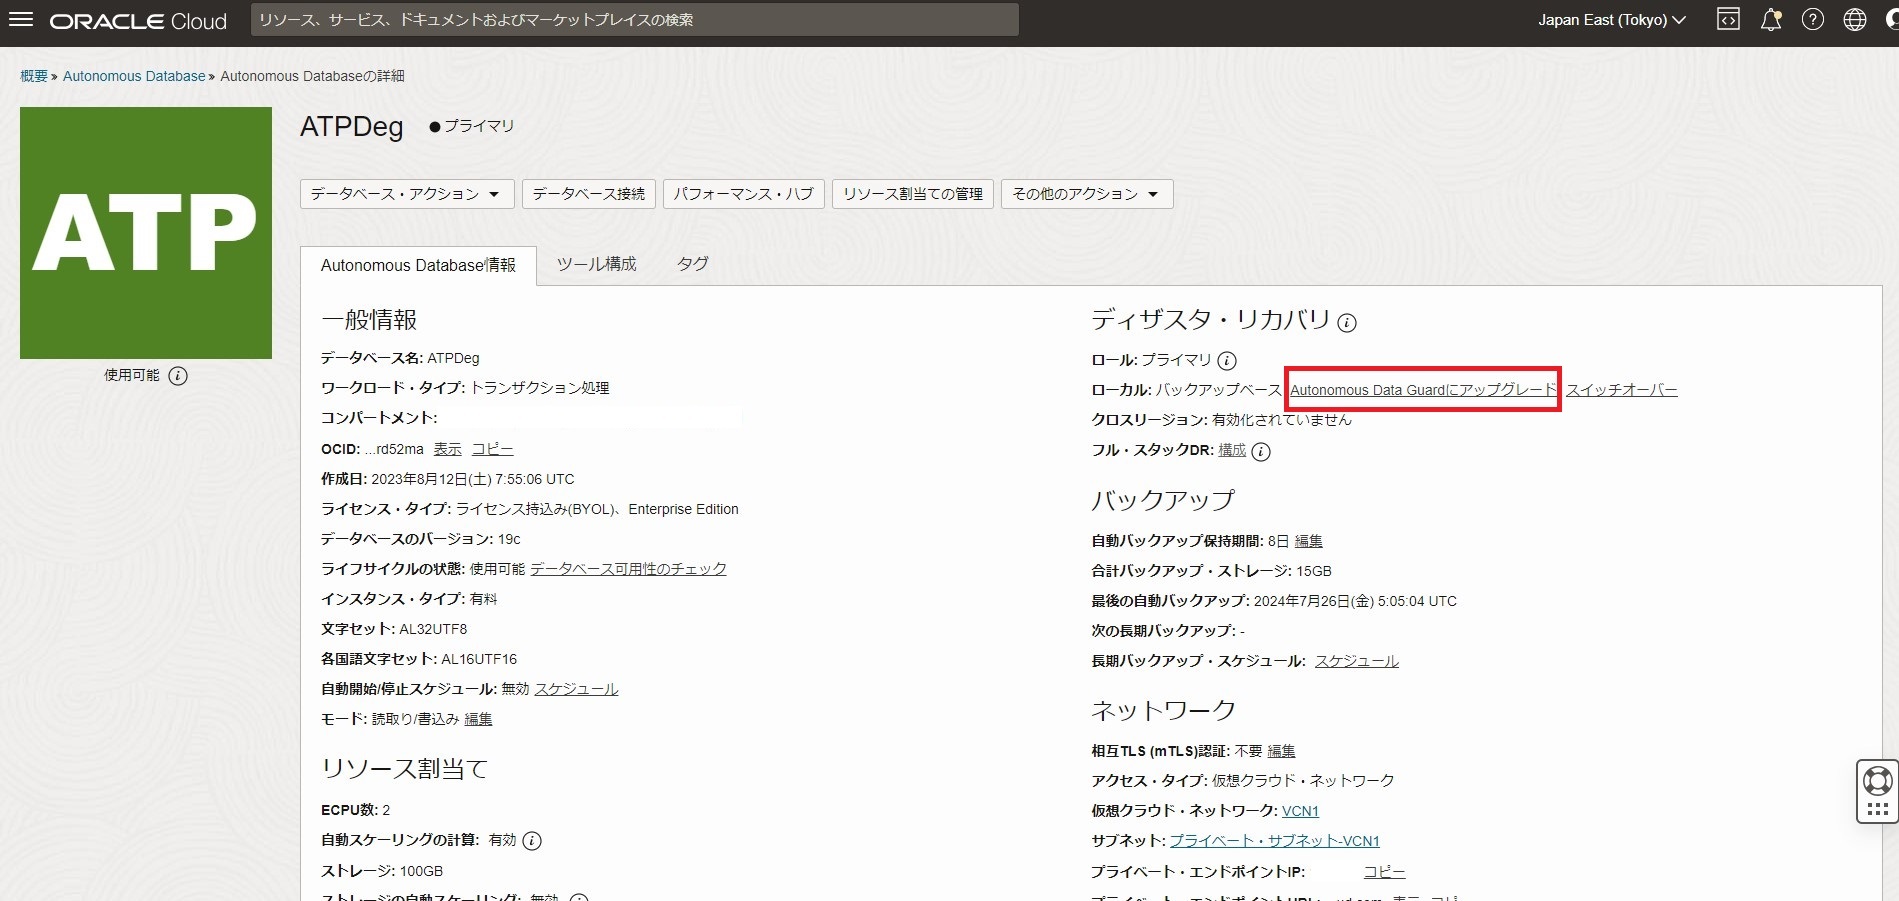 ORACLE Cloud
リソース、サービス、ドキュメントおよびマーケットプレイスの検索
Japan East (Tokyo)
概要 » Autonomous Database » Autonomous Databaseの詳細
ATP
使用可能
ATPDeg
プライマリ
データベース・アクション
データベース接続
パフォーマンス・ハブ
リソース割当ての管理
その他のアクション
Autonomous Database情報
ツール構成
タグ
一般情報
データベース名: ATPDeg
ワークロード・タイプ: トランザクション処理
コンパートメント:
OCID: ...rd52ma 表示 コピー
作成日: 2023年8月12日(土) 7:55:06 UTC
ライセンス・タイプ: ライセンス持込み(BYOL)、Enterprise Edition
データベースのバージョン: 19c
ライフサイクルの状態: 使用可能 データベース可用性のチェック
インスタンス・タイプ: 有料
文字セット: AL32UTF8
各国語文字セット: AL16UTF16
自動開始/停止スケジュール: 無効 スケジュール
モード: 読取り/書込み 編集
リソース割当て
ECPU数: 2
自動スケーリングの計算: 有効
ストレージ: 100GB
ストレージの自動スケーリング: 無効
ディザスタ・リカバリ
ロール: プライマリ
ローカル: バックアップベース Autonomous Data Guardにアップグレード スイッチオーバー
クロスリージョン: 有効化されていません
フル・スタックDR: 構成
バックアップ
自動バックアップ保持期間: 8日 編集
合計バックアップ・ストレージ: 15GB
最後の自動バックアップ: 2024年7月26日(金) 5:05:04 UTC
次の長期バックアップ: -
長期バックアップ・スケジュール: スケジュール
ネットワーク
相互TLS (mTLS)認証: 不要 編集
アクセス・タイプ: 仮想クラウド・ネットワーク
仮想クラウド・ネットワーク: VCN1
サブネット: プライベート・サブネット-VCN1
プライベート・エンドポイントIP: コピー